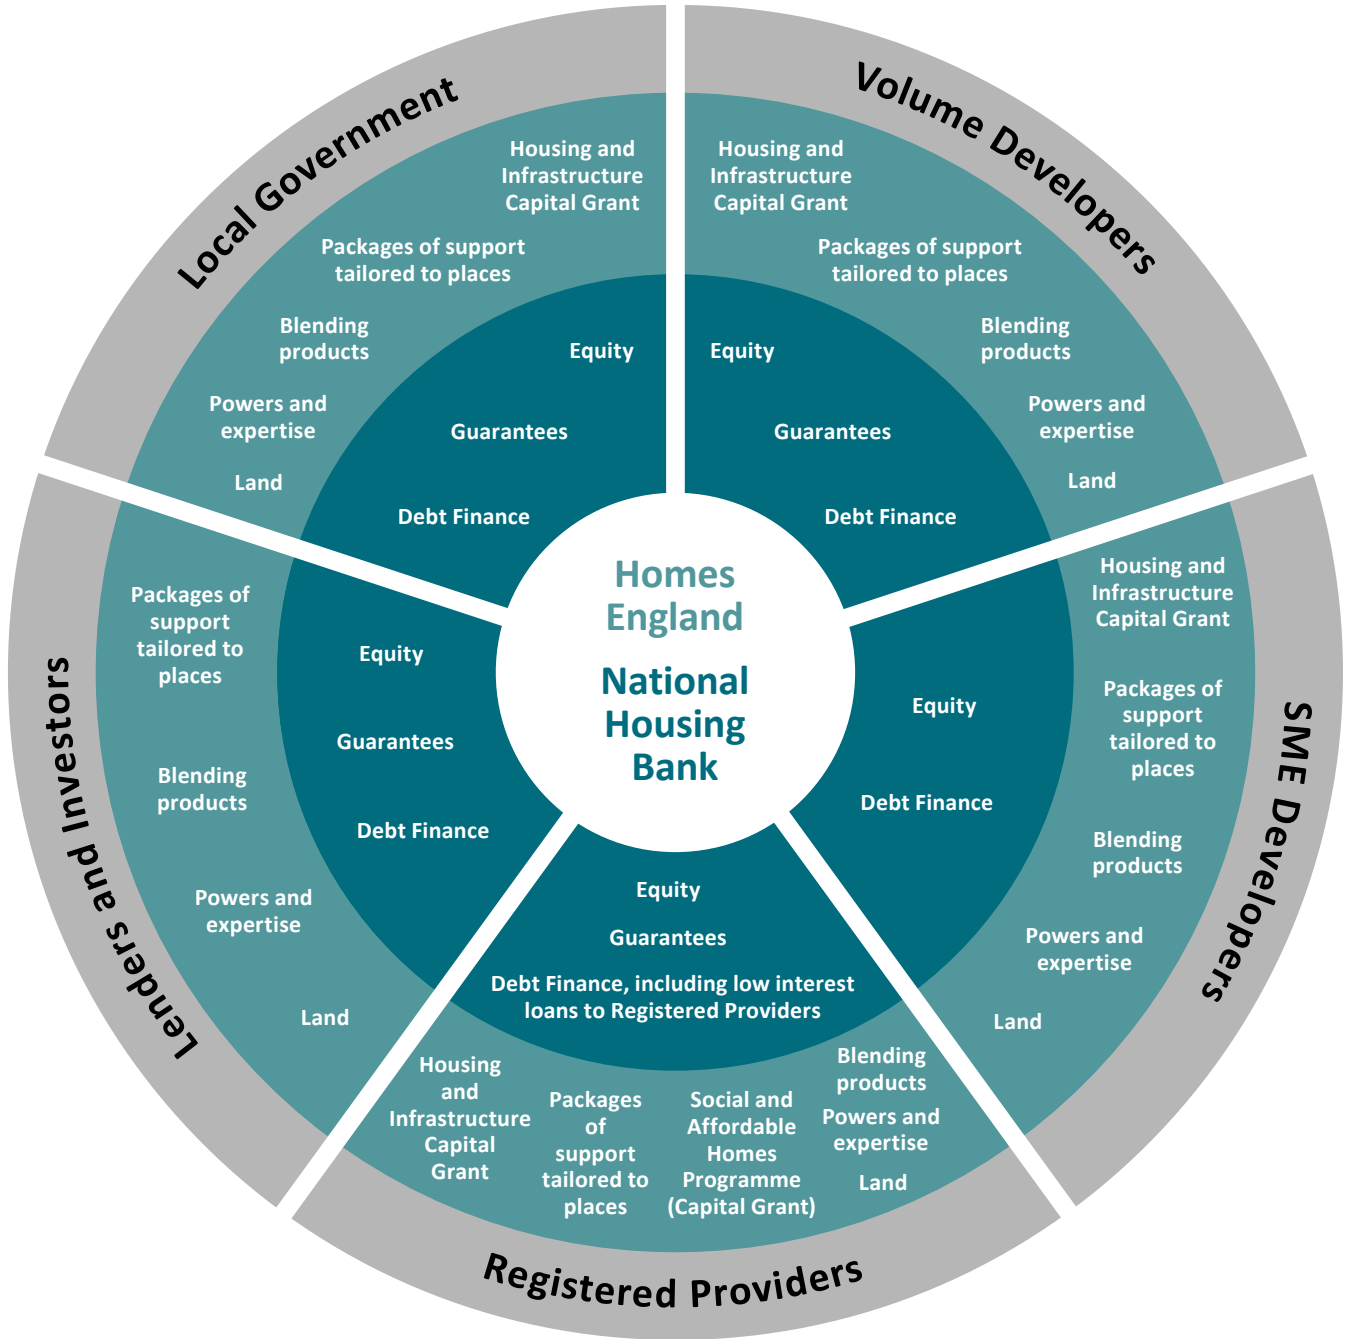 Local Government
Housing and
Infrastructure
Capital Grant
Packages of support
tailored to places
Blending
products
Powers and
expertise
Land
Equity
Guarantees
Debt Finance
Volume Developers
Housing and
Infrastructure
Capital Grant
Packages of support
tailored to places
Blending
products
Powers and
expertise
Land
Equity
Guarantees
Debt Finance
Homes
England
National
Housing
Bank
SME Developers
Housing and
Infrastructure
Capital Grant
Packages of
support
tailored to
places
Blending
products
Powers and
expertise
Land
Equity
Debt Finance
Registered Providers
Equity
Guarantees
Debt Finance, including low interest
loans to Registered Providers
Housing
and
Infrastructure
Capital
Grant
Packages
of
support
tailored to
places
Social and
Affordable
Homes
Programme
(Capital Grant)
Blending
products
Powers and
expertise
Land
Lenders and Investors
Packages of
support
tailored to
places
Blending
products
Powers and
expertise
Land
Equity
Guarantees
Debt Finance